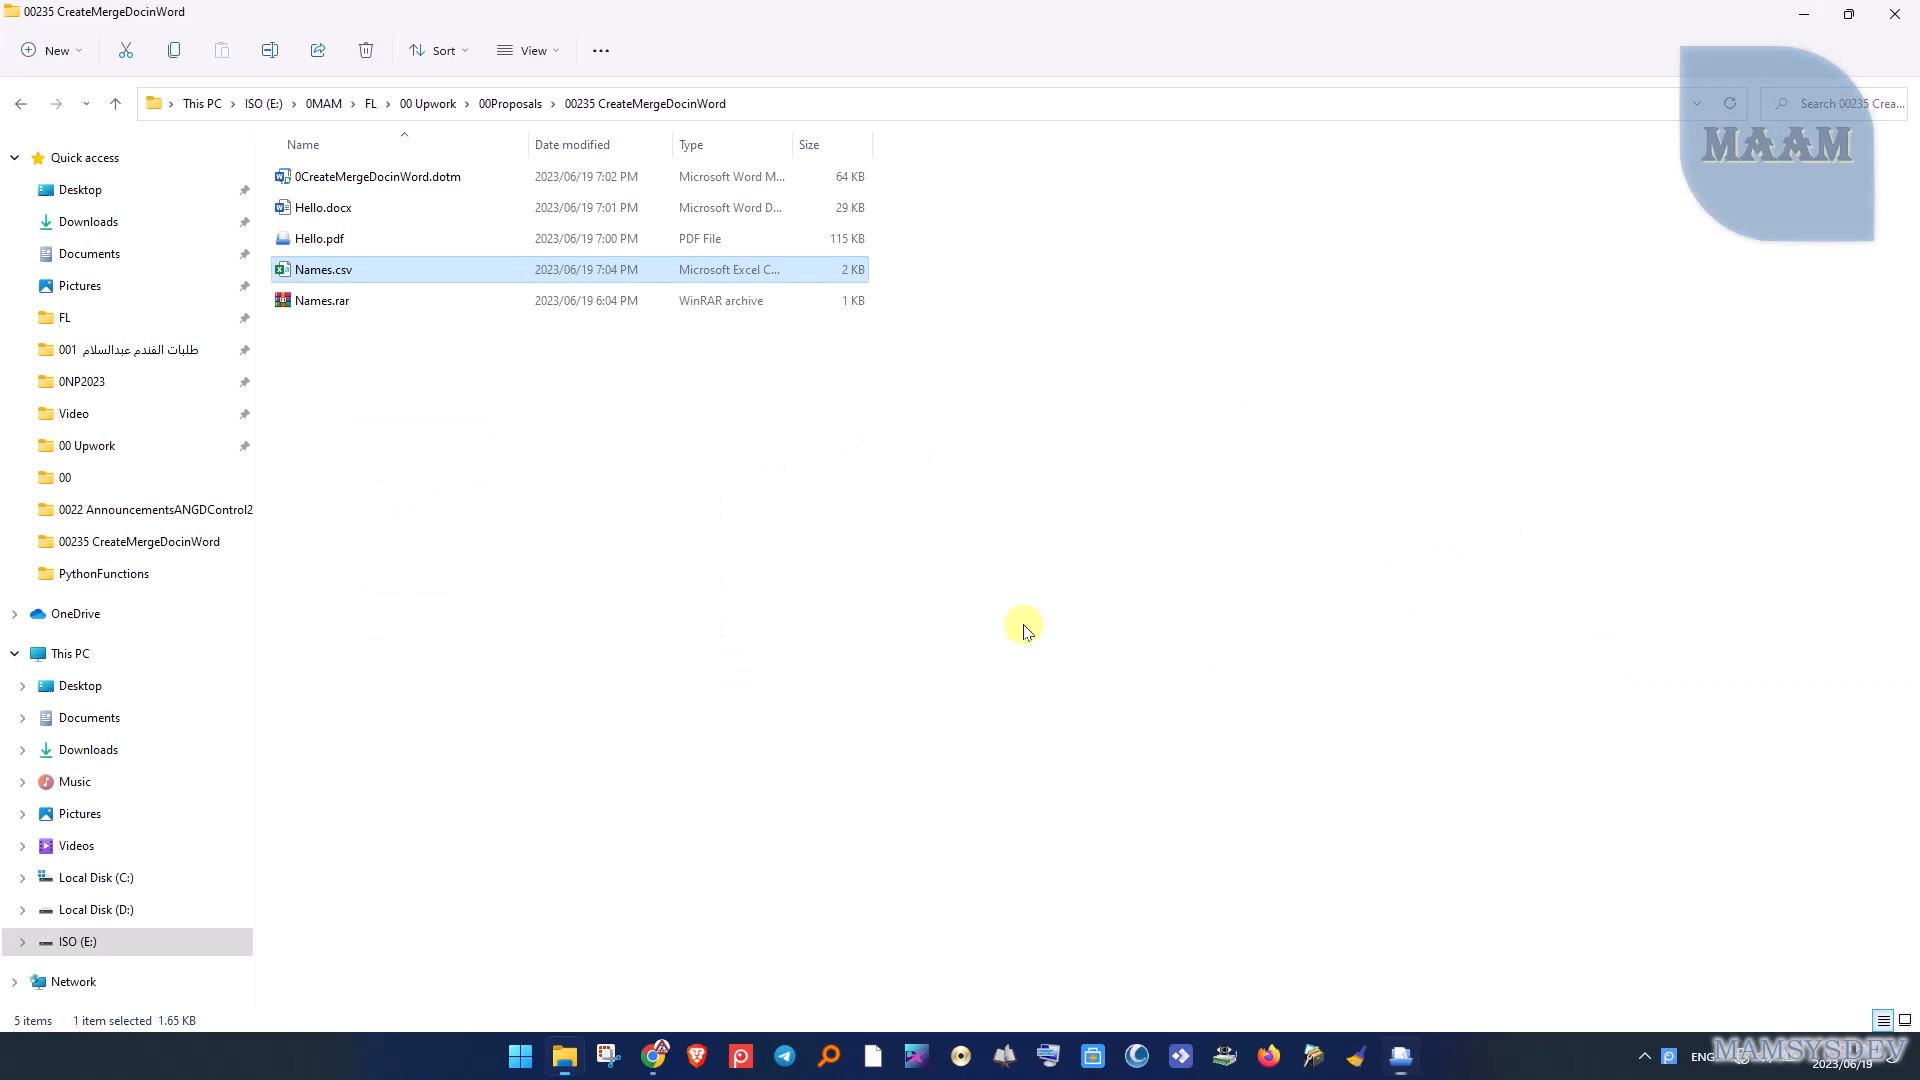 00235 CreateMergeDocinWord
New
Sort
View
This PC › ISO (E:) › 0MAM › FL › 00 Upwork › 00Proposals › 00235 CreateMergeDocinWord
Search 00235 Crea...
MAAM
Name Date modified Type Size
0CreateMergeDocinWord.dotm 2023/06/19 7:02 PM Microsoft Word M... 64 KB
Hello.docx 2023/06/19 7:01 PM Microsoft Word D... 29 KB
Hello.pdf 2023/06/19 7:00 PM PDF File 115 KB
Names.csv 2023/06/19 7:04 PM Microsoft Excel C... 2 KB
Names.rar 2023/06/19 6:04 PM WinRAR archive 1 KB
Quick access
Desktop
Downloads
Documents
Pictures
FL
001 طلبات الفندم عبدالسلام
0NP2023
Video
00 Upwork
00
0022 AnnouncementsANGDControl2
00235 CreateMergeDocinWord
PythonFunctions
OneDrive
This PC
Desktop
Documents
Downloads
Music
Pictures
Videos
Local Disk (C:)
Local Disk (D:)
ISO (E:)
Network
5 items 1 item selected 1.65 KB
ENG
MAMSYSDEV
2023/06/19